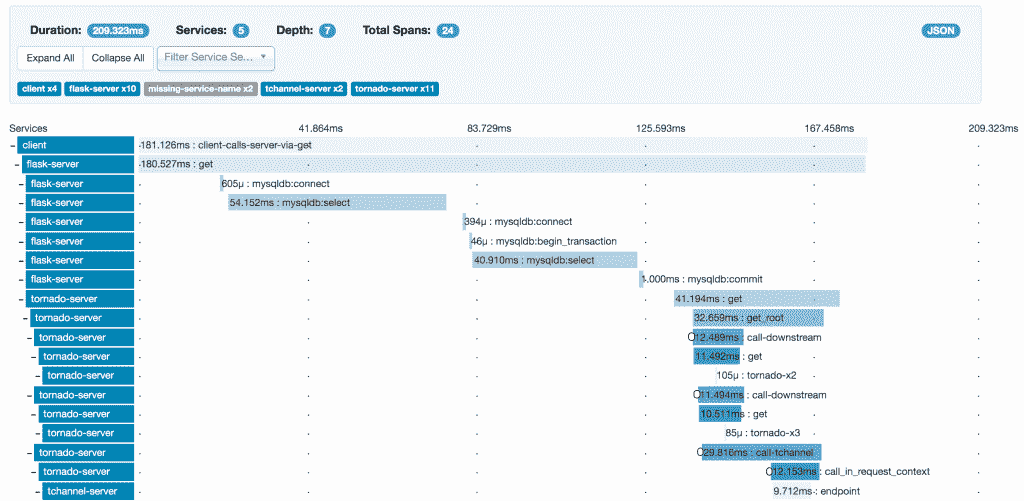 Duration: 209.323ms Services: 5 Depth: 7 Total Spans: 24 JSON
Expand All Collapse All Filter Service Se...
client x4 flask-server x10 missing-service-name x2 tchannel-server x2 tornado-server x11
Services 41.864ms 83.729ms 125.593ms 167.458ms 209.323ms
client 181.126ms : client-calls-server-via-get
flask-server 180.527ms : get
flask-server 605μ : mysqldb:connect
flask-server 54.152ms : mysqldb:select
flask-server 394μ : mysqldb:connect
flask-server 46μ : mysqldb:begin_transaction
flask-server 40.910ms : mysqldb:select
flask-server 1.000ms : mysqldb:commit
tornado-server 41.194ms : get
tornado-server 32.659ms : get_root
tornado-server 12.489ms : call-downstream
tornado-server 11.492ms : get
tornado-server 105μ : tornado-x2
tornado-server 11.494ms : call-downstream
tornado-server 10.511ms : get
tornado-server 85μ : tornado-x3
tornado-server 29.816ms : call-tchannel
tornado-server 12.153ms : call_in_request_context
tchannel-server 9.712ms : endpoint